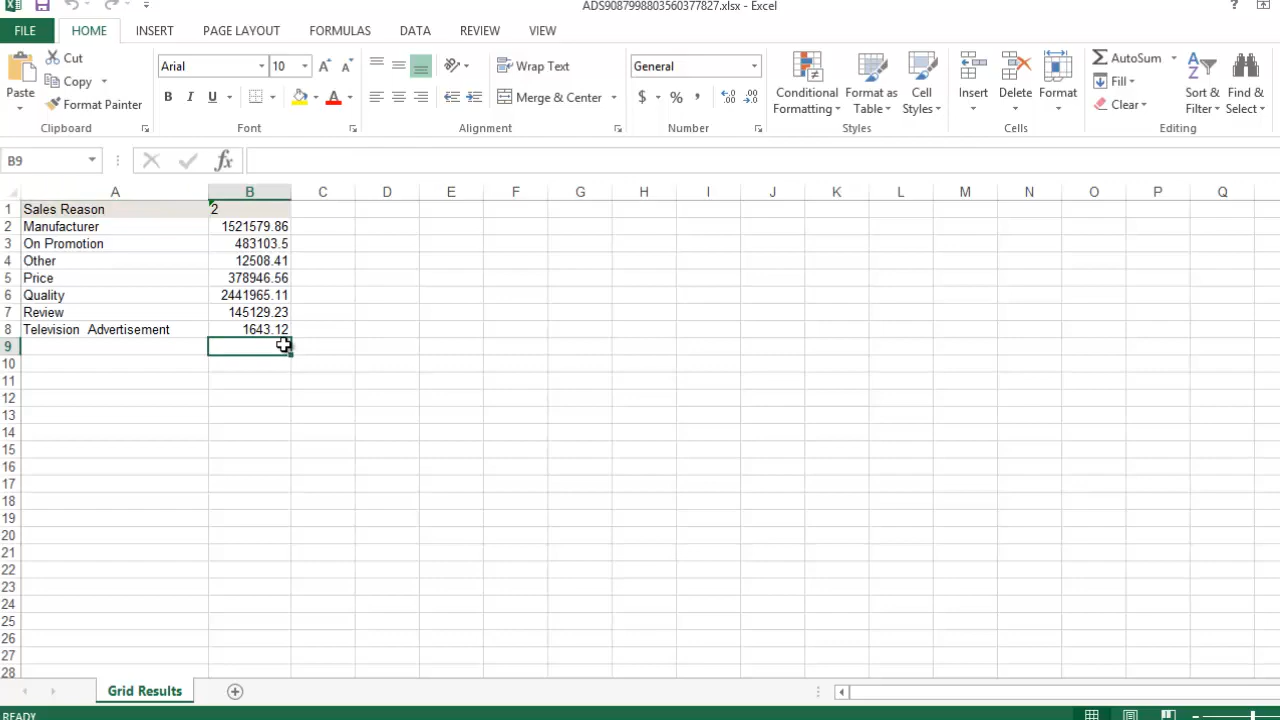 ADS9087998803560377827.xlsx - Excel
?
FILE HOME INSERT PAGE LAYOUT FORMULAS DATA REVIEW VIEW
Paste
Cut
Copy
Format Painter
Clipboard
Arial 10
B I U
Font
Wrap Text
Merge & Center
Alignment
General
$ % ,
Number
Conditional Formatting
Format as Table
Cell Styles
Styles
Insert Delete Format
Cells
AutoSum
Fill
Clear
Sort & Filter
Find & Select
Editing
B9 fx
A B C D E F G H I J K L M N O P Q
1 Sales Reason 2
2 Manufacturer 1521579.86
3 On Promotion 483103.5
4 Other 12508.41
5 Price 378946.56
6 Quality 2441965.11
7 Review 145129.23
8 Television Advertisement 1643.12
9
10
11
12
13
14
15
16
17
18
19
20
21
22
23
24
25
26
27
28
Grid Results
READY